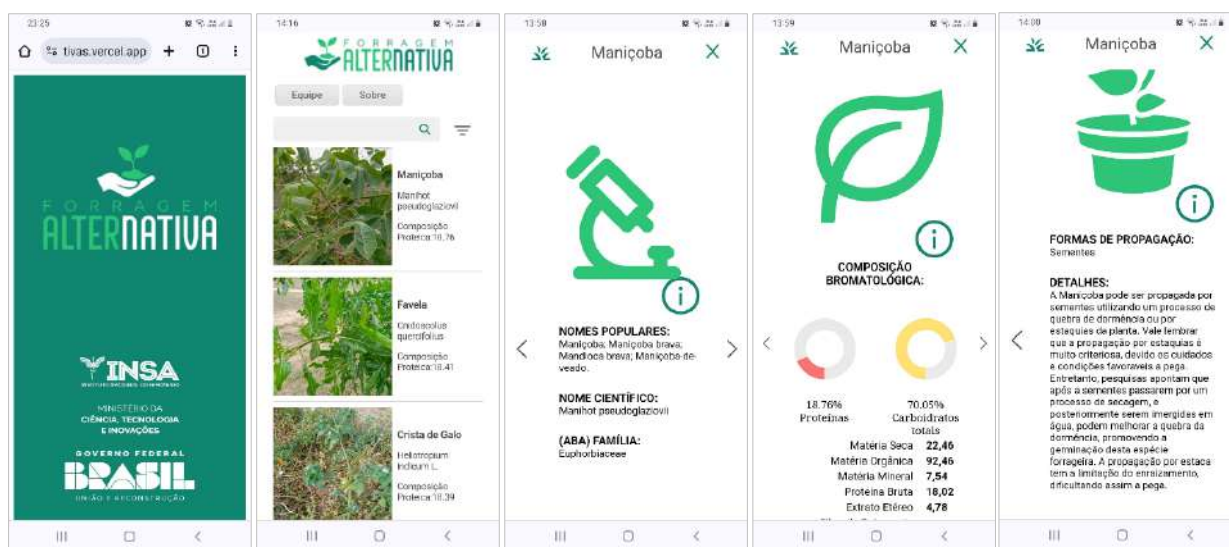 23:25
tivas.vercel.app
FORRAGEM
ALTERNATIVA
INSA
MINISTÉRIO DA
CIÊNCIA, TECNOLOGIA
E INOVAÇÕES
GOVERNO FEDERAL
BRASIL
UNIÃO E RECONSTRUÇÃO
14:16
FORRAGEM
ALTERNATIVA
Equipe
Sobre
Maniçoba
Manihot
pseudoglaziovii
Composição
Proteica:18.76
Favela
Cnidoscolus
quercifolius
Composição
Proteica:18.41
Crista de Galo
Heliotropium
indicum L.
Composição
Proteica:18.39
13:58
Maniçoba
NOMES POPULARES:
Maniçoba; Maniçoba brava;
Mandioca brava; Maniçoba-de-
veado.
NOME CIENTÍFICO:
Manihot pseudoglaziovii
(ABA) FAMÍLIA:
Euphorbiaceae
13:59
Maniçoba
COMPOSIÇÃO
BROMATOLÓGICA:
18.76%
Proteínas
70.05%
Carboidratos
totais
Matéria Seca 22,46
Matéria Orgânica 92,46
Matéria Mineral 7,54
Proteína Bruta 18,02
Extrato Etéreo 4,78
14:00
Maniçoba
FORMAS DE PROPAGAÇÃO:
Sementes
DETALHES:
A Maniçoba pode ser propagada por
sementes utilizando um processo de
quebra de dormência ou por
estaquies da planta. Vale lembrar
que a propagação por estaquias é
muito criteriosa, devido os cuidados
e condições favoraveis a pega.
Entretanto, pesquisas apontam que
após a sementes passarem por um
processo de secagem, e
posteriormente serem imergidas em
água, podem melhorar a quebra da
dormência, promovendo a
germinação desta espécie
forrageira. A propagação por estaca
tem a limitação do enraizamento,
dificultando assim a pega.